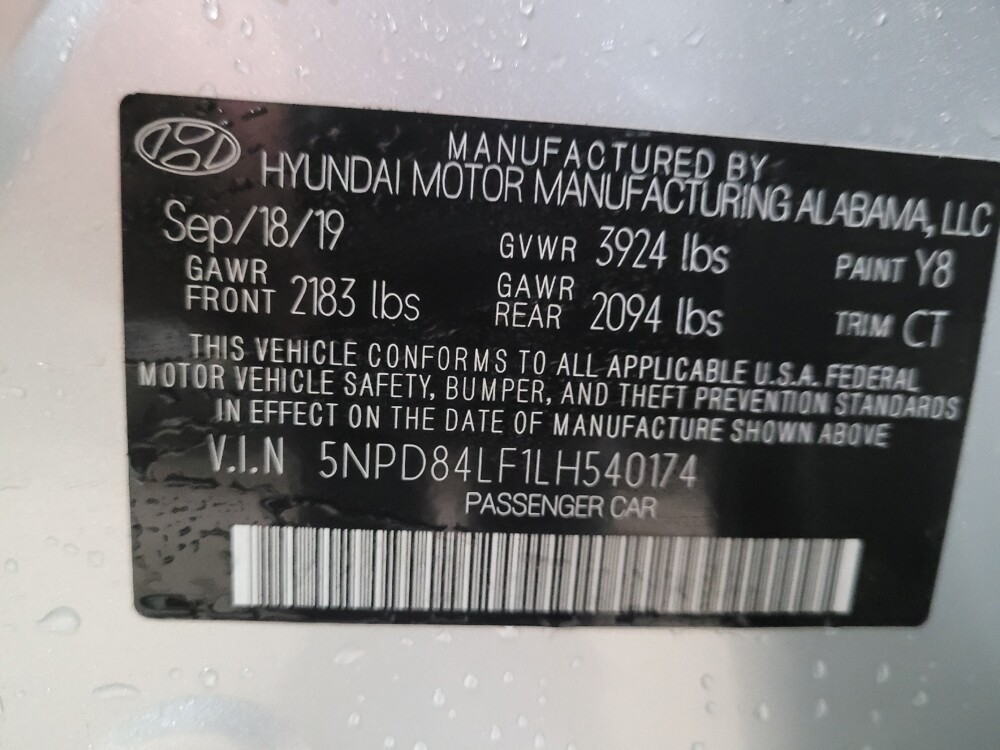 MANUFACTURED BY
HYUNDAI MOTOR MANUFACTURING ALABAMA, LLC
Sep/18/19 GVWR 3924 lbs PAINT Y8
GAWR FRONT 2183 lbs GAWR REAR 2094 lbs TRIM CT
THIS VEHICLE CONFORMS TO ALL APPLICABLE U.S.A. FEDERAL
MOTOR VEHICLE SAFETY, BUMPER, AND THEFT PREVENTION STANDARDS
IN EFFECT ON THE DATE OF MANUFACTURE SHOWN ABOVE
V.I.N 5NPD84LF1LH540174
PASSENGER CAR